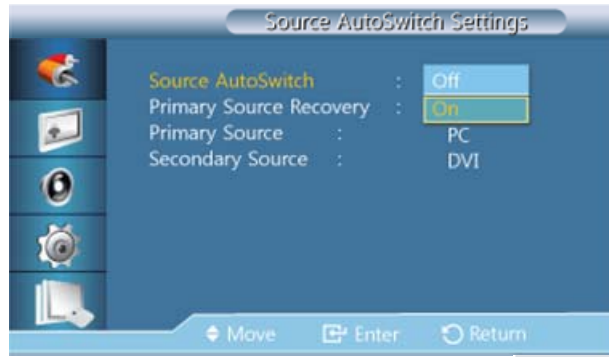 Source AutoSwitch Settings
Source AutoSwitch : Off
Primary Source Recovery : On
Primary Source : PC
Secondary Source : DVI
Move Enter Return